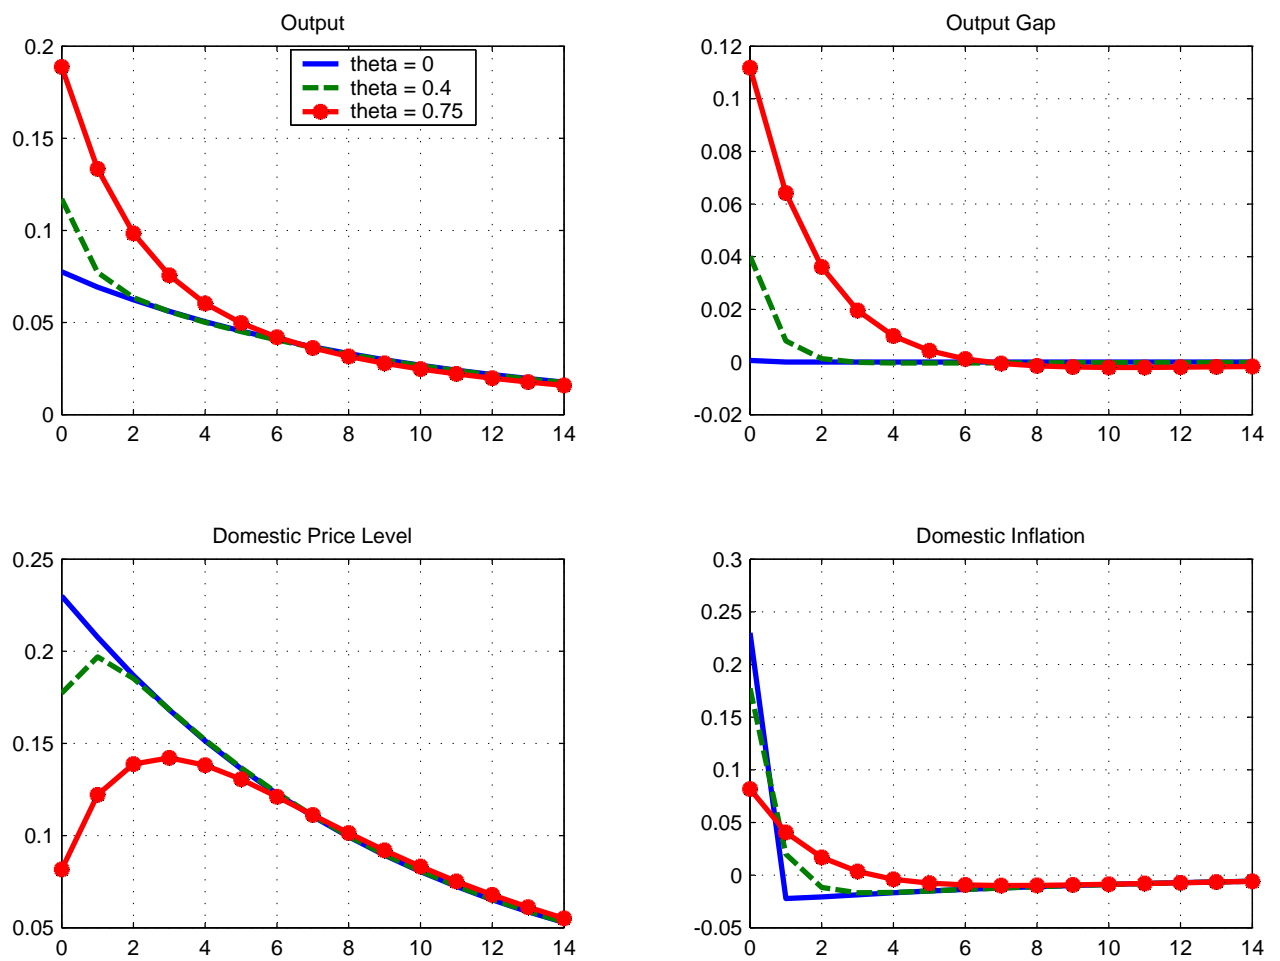 Output
0.2
0.15
0.1
0.05
0
0 2 4 6 8 10 12 14
theta = 0
theta = 0.4
theta = 0.75
Output Gap
0.12
0.1
0.08
0.06
0.04
0.02
0
-0.02
0 2 4 6 8 10 12 14
Domestic Price Level
0.25
0.2
0.15
0.1
0.05
0 2 4 6 8 10 12 14
Domestic Inflation
0.3
0.25
0.2
0.15
0.1
0.05
0
-0.05
0 2 4 6 8 10 12 14